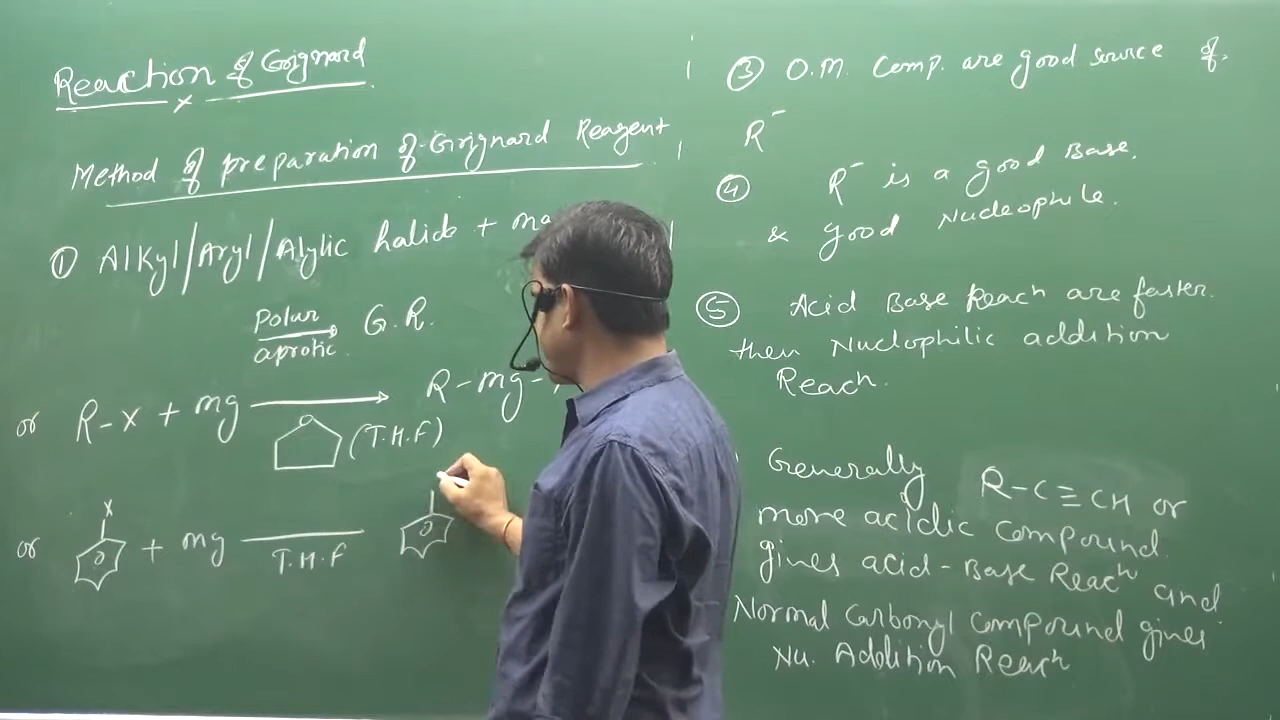 Reaction of Grignard
x
Method of preparation of Grignard Reagent
① Alkyl/Aryl/Alylic halide + mg
Polar
aprotic
G.R.
or R-x + mg
(T.H.F)
R-mg-
x
or + mg
T.H.F
③ O.M. Comp. are good source of
R⁻
④ R⁻ is a good Base.
& good Nucleophile.
⑤ Acid Base Reach are faster.
then Nuclophilic addition
Reach.
Generally R-C≡CH or
more acidic compound
gives acid-Base Reachⁿ and
Normal Carbonyl compound gives
Nu. Addition Reach